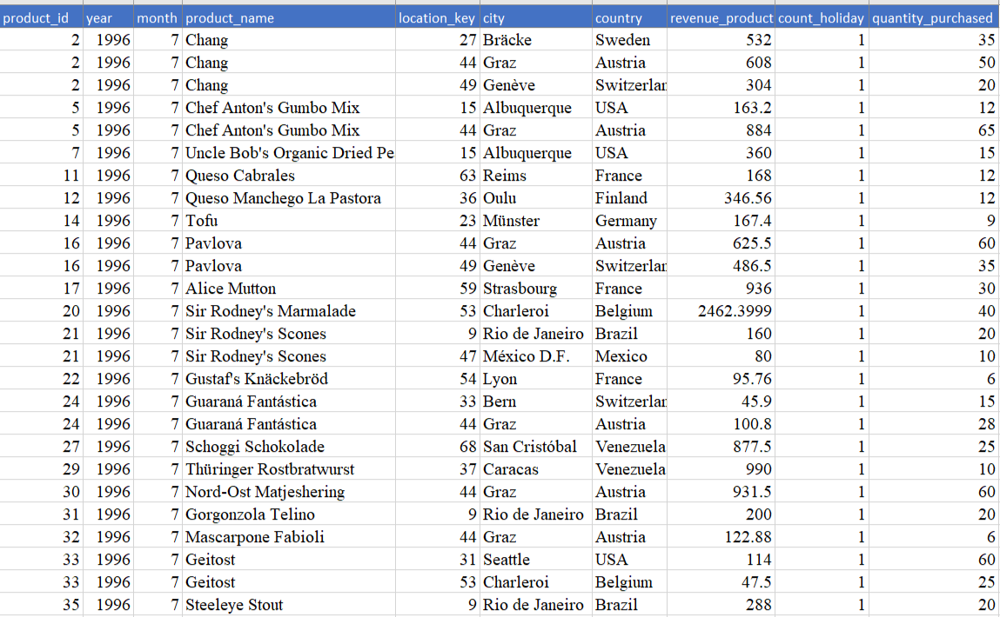 product_id year month product_name location_key city country revenue_product count_holiday quantity_purchased
2 1996 7 Chang 27 Bräcke Sweden 532 1 35
2 1996 7 Chang 44 Graz Austria 608 1 50
2 1996 7 Chang 49 Genève Switzerlan 304 1 20
5 1996 7 Chef Anton's Gumbo Mix 15 Albuquerque USA 163.2 1 12
5 1996 7 Chef Anton's Gumbo Mix 44 Graz Austria 884 1 65
7 1996 7 Uncle Bob's Organic Dried Pe 15 Albuquerque USA 360 1 15
11 1996 7 Queso Cabrales 63 Reims France 168 1 12
12 1996 7 Queso Manchego La Pastora 36 Oulu Finland 346.56 1 12
14 1996 7 Tofu 23 Münster Germany 167.4 1 9
16 1996 7 Pavlova 44 Graz Austria 625.5 1 60
16 1996 7 Pavlova 49 Genève Switzerlan 486.5 1 35
17 1996 7 Alice Mutton 59 Strasbourg France 936 1 30
20 1996 7 Sir Rodney's Marmalade 53 Charleroi Belgium 2462.3999 1 40
21 1996 7 Sir Rodney's Scones 9 Rio de Janeiro Brazil 160 1 20
21 1996 7 Sir Rodney's Scones 47 México D.F. Mexico 80 1 10
22 1996 7 Gustaf's Knäckebröd 54 Lyon France 95.76 1 6
24 1996 7 Guaraná Fantástica 33 Bern Switzerlan 45.9 1 15
24 1996 7 Guaraná Fantástica 44 Graz Austria 100.8 1 28
27 1996 7 Schoggi Schokolade 68 San Cristóbal Venezuela 877.5 1 25
29 1996 7 Thüringer Rostbratwurst 37 Caracas Venezuela 990 1 10
30 1996 7 Nord-Ost Matjeshering 44 Graz Austria 931.5 1 60
31 1996 7 Gorgonzola Telino 9 Rio de Janeiro Brazil 200 1 20
32 1996 7 Mascarpone Fabioli 44 Graz Austria 122.88 1 6
33 1996 7 Geitost 31 Seattle USA 114 1 60
33 1996 7 Geitost 53 Charleroi Belgium 47.5 1 25
35 1996 7 Steeleye Stout 9 Rio de Janeiro Brazil 288 1 20